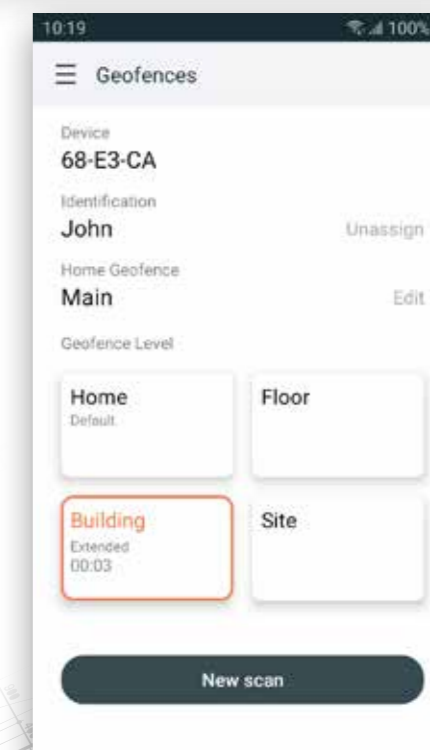 10:19 100%
Geofences
Device
68-E3-CA
Identification
John Unassign
Home Geofence
Main Edit
Geofence Level
Home Floor
Default
Building Site
Extended
00:03
New scan